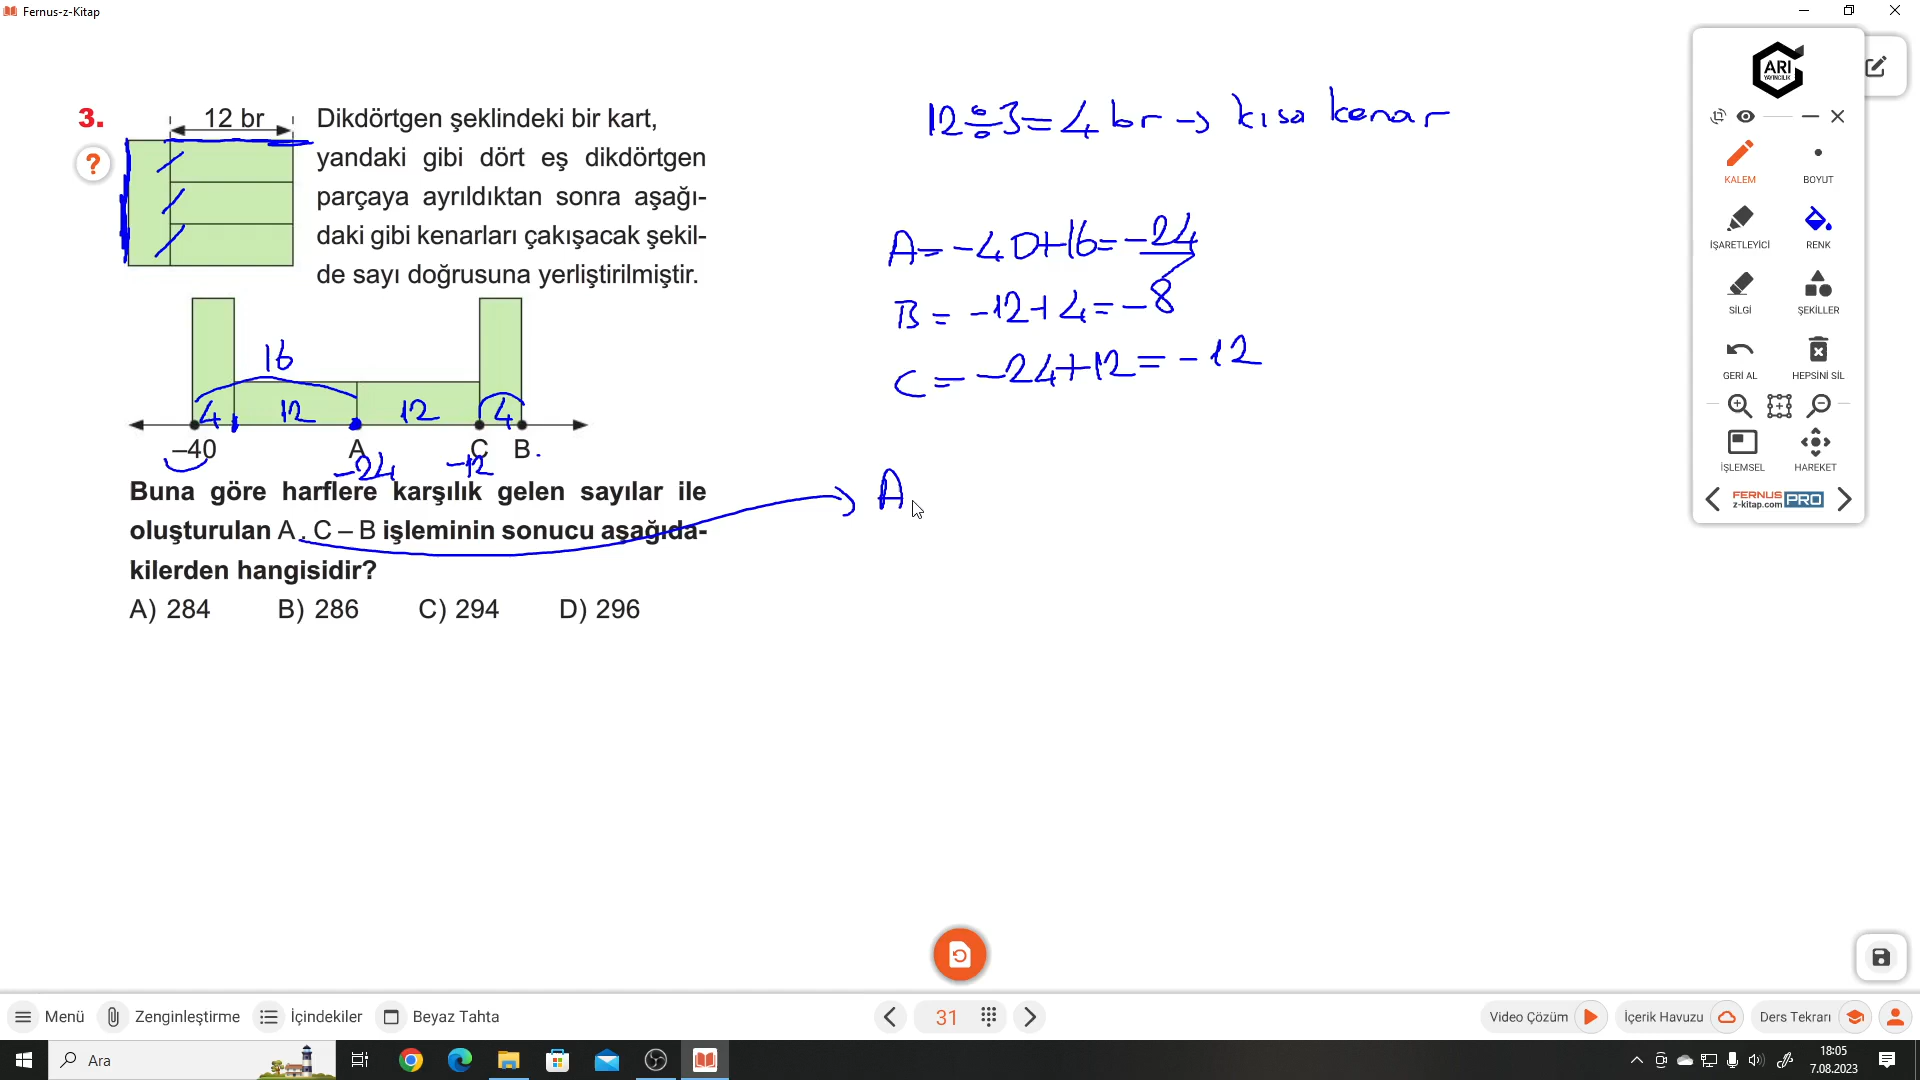 Fernus-z-Kitap
3.
12 br
?
Dikdörtgen şeklindeki bir kart,
yandaki gibi dört eş dikdörtgen
parçaya ayrıldıktan sonra aşağı-
daki gibi kenarları çakışacak şekil-
de sayı doğrusuna yerleştirilmiştir.
16
4 12 12 4
–40 A C B
-24 -12
Buna göre harflere karşılık gelen sayılar ile
oluşturulan A . C – B işleminin sonucu aşağıda-
kilerden hangisidir?
A) 284 B) 286 C) 294 D) 296
12÷3=4 br → kısa kenar
A=-40+16=-24
B=-12+4=-8
C=-24+12=-12
A
ARI
YAYINCILIK
KALEM BOYUT
İŞARETLEYİCİ RENK
SİLGİ ŞEKİLLER
GERİ AL HEPSİNİ SİL
İŞLEMSEL HAREKET
FERNUS PRO
z-kitap.com
Menü Zenginleştirme İçindekiler Beyaz Tahta 31 Video Çözüm İçerik Havuzu Ders Tekrarı
Ara
18:05
7.08.2023